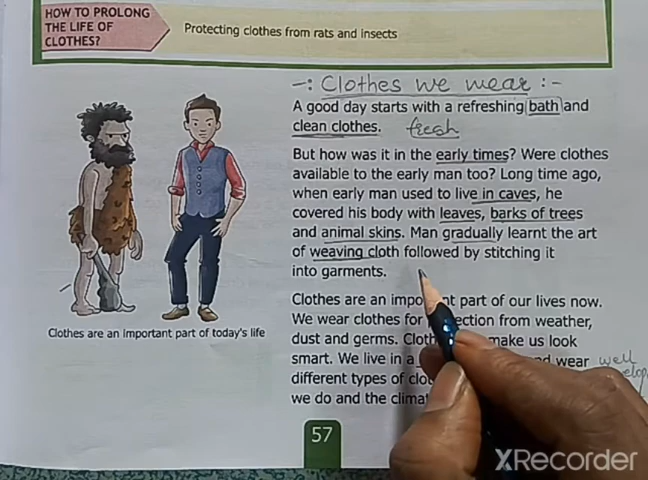 HOW TO PROLONG
THE LIFE OF
CLOTHES?
Protecting clothes from rats and insects
-: Clothes we wear :-
A good day starts with a refreshing bath and
clean clothes. fresh
But how was it in the early times? Were clothes
available to the early man too? Long time ago,
when early man used to live in caves, he
covered his body with leaves, barks of trees
and animal skins. Man gradually learnt the art
of weaving cloth followed by stitching it
into garments.
Clothes are an important part of today's life
Clothes are an impo nt part of our lives now.
We wear clothes for ection from weather,
dust and germs. Clot make us look
smart. We live in a d wear well
different types of clo
we do and the clima
57
XRecorder